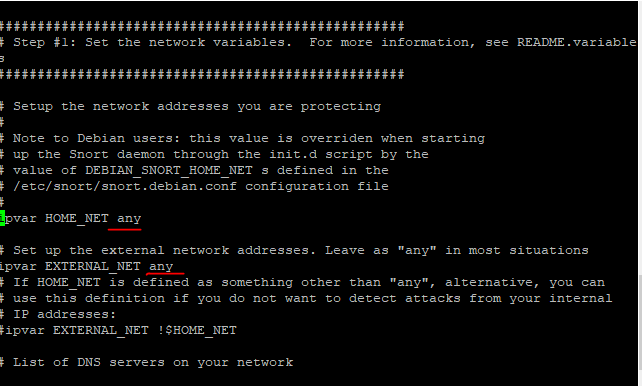 ###################################################
# Step #1: Set the network variables.  For more information, see README.variable
s
###################################################
# Setup the network addresses you are protecting
#
# Note to Debian users: this value is overriden when starting
# up the Snort daemon through the init.d script by the
# value of DEBIAN_SNORT_HOME_NET s defined in the
# /etc/snort/snort.debian.conf configuration file
#
ipvar HOME_NET any
# Set up the external network addresses. Leave as "any" in most situations
ipvar EXTERNAL_NET any
# If HOME_NET is defined as something other than "any", alternative, you can
# use this definition if you do not want to detect attacks from your internal
# IP addresses:
#ipvar EXTERNAL_NET !$HOME_NET
# List of DNS servers on your network